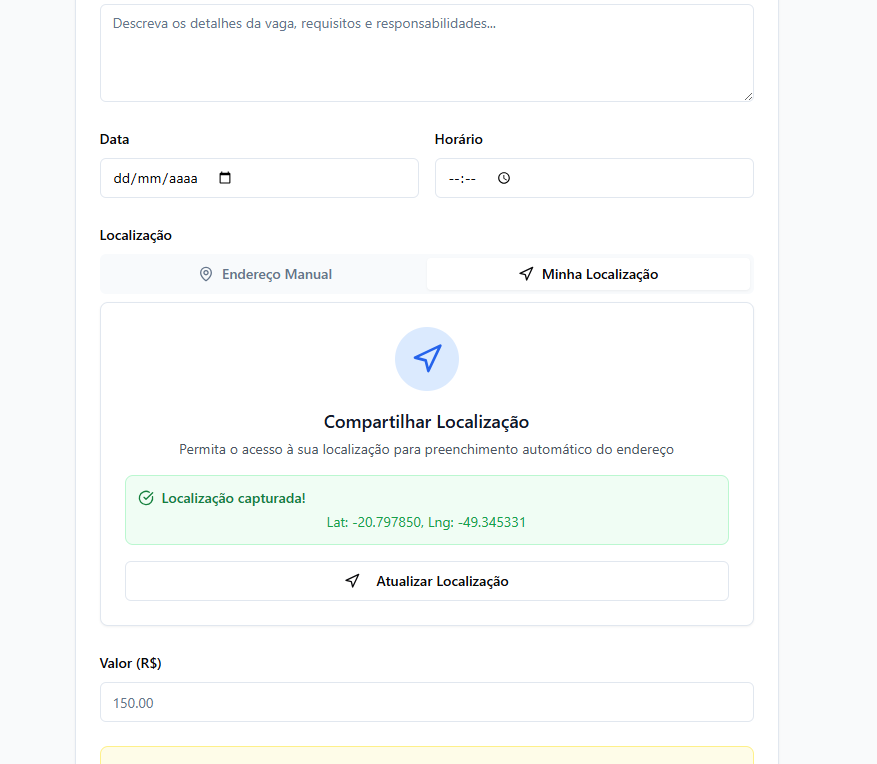 Descreva os detalhes da vaga, requisitos e responsabilidades...
Data
Horário
dd/mm/aaaa
--:--
Localização
Endereço Manual
Minha Localização
Compartilhar Localização
Permita o acesso à sua localização para preenchimento automático do endereço
Localização capturada!
Lat: -20.797850, Lng: -49.345331
Atualizar Localização
Valor (R$)
150.00